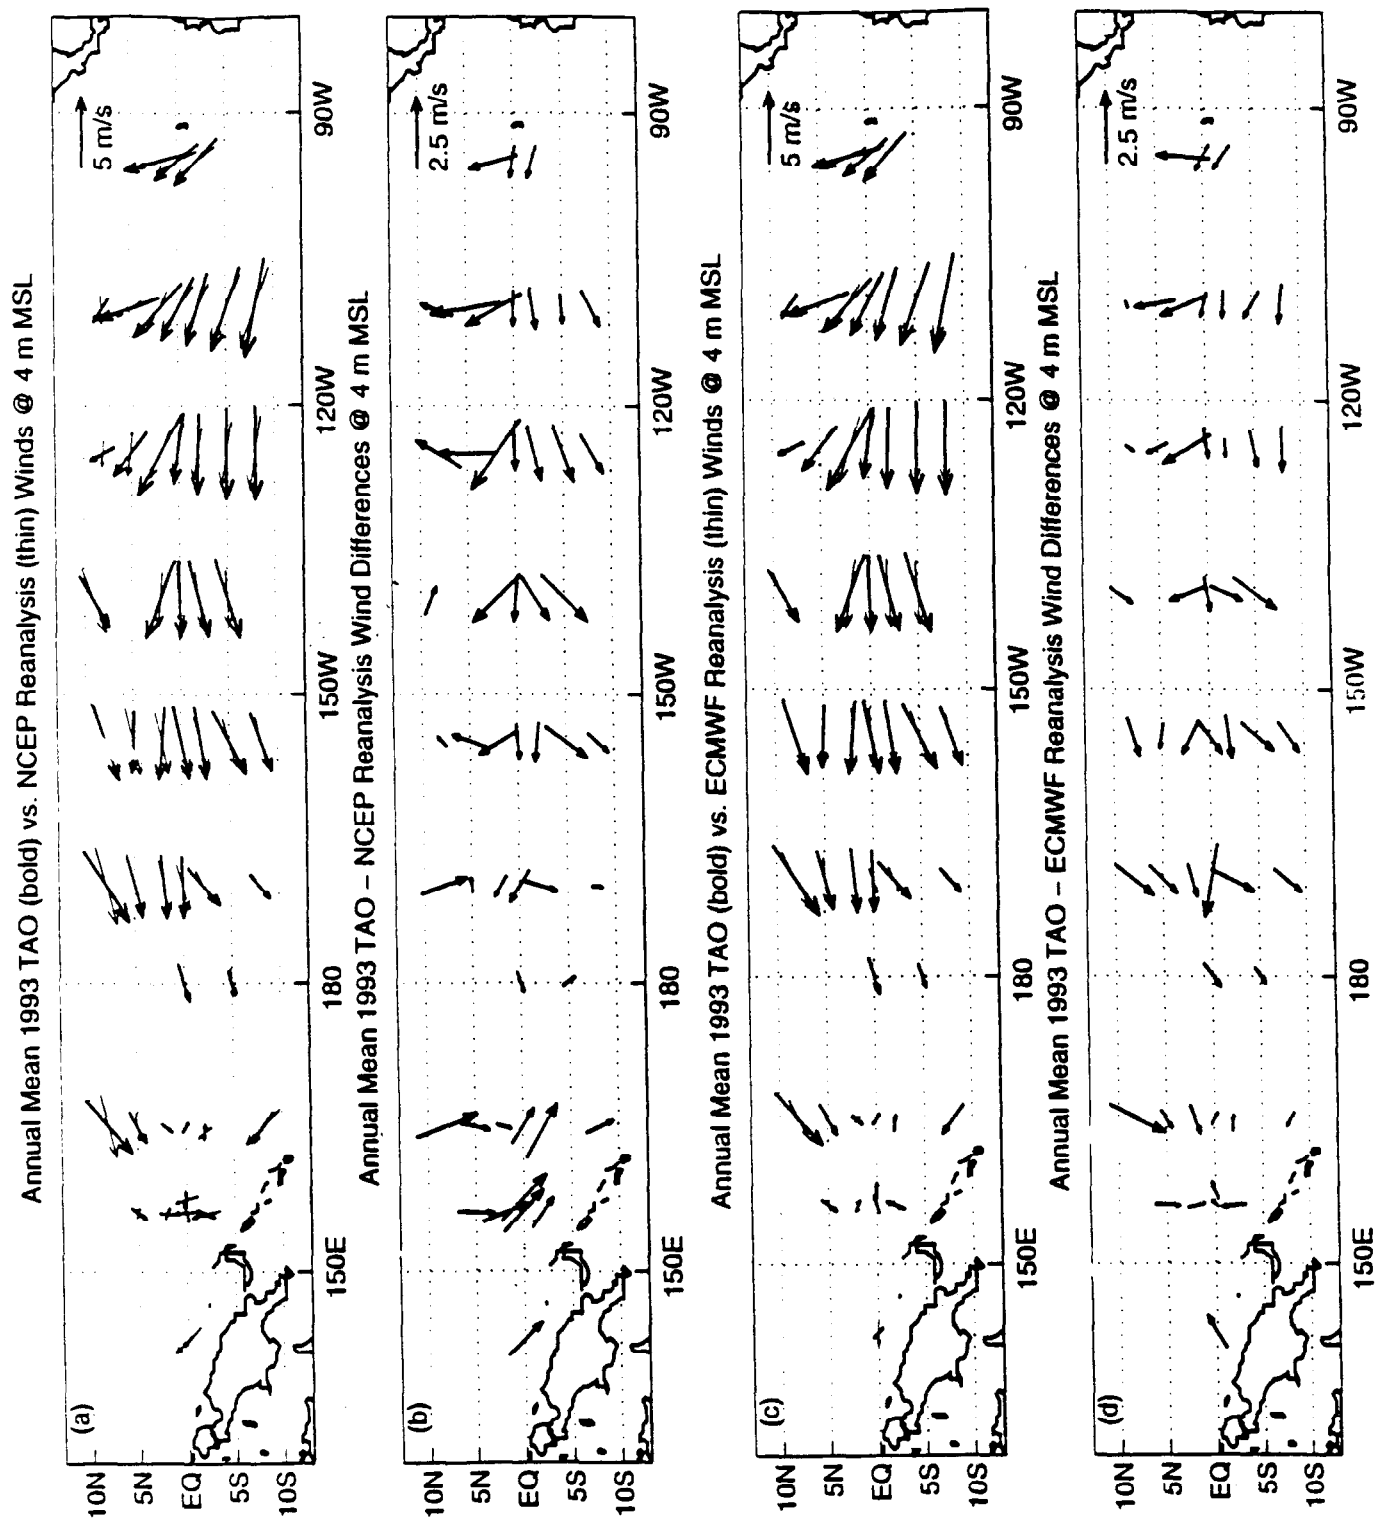 Annual Mean 1993 TAO (bold) vs. NCEP Reanalysis (thin) Winds @ 4 m MSL
(a)
5 m/s
10N
5N
EQ
5S
10S
150E
180
150W
120W
90W
Annual Mean 1993 TAO – NCEP Reanalysis Wind Differences @ 4 m MSL
(b)
2.5 m/s
10N
5N
EQ
5S
10S
150E
180
150W
120W
90W
Annual Mean 1993 TAO (bold) vs. ECMWF Reanalysis (thin) Winds @ 4 m MSL
(c)
5 m/s
10N
5N
EQ
5S
10S
150E
180
150W
120W
90W
Annual Mean 1993 TAO – ECMWF Reanalysis Wind Differences @ 4 m MSL
(d)
2.5 m/s
10N
5N
EQ
5S
10S
150E
180
150W
120W
90W